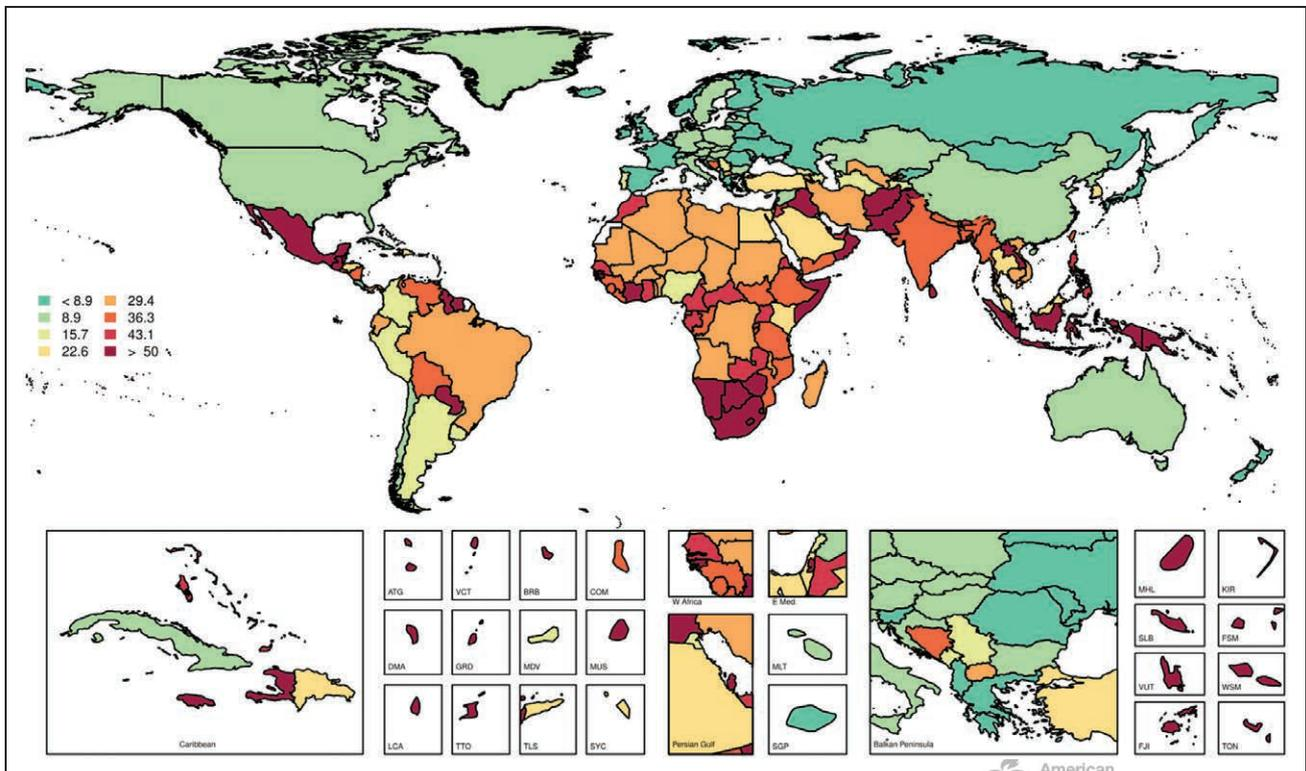 < 8.9 29.4
8.9 36.3
15.7 43.1
22.6 > 50
Caribbean
ATG VCT BRB COM
DMA GRD MDV MUS
LCA TTO TLS SYC
W Africa E Med.
Persian Gulf
MLT
SGP
Balkan Peninsula
MHL KIR
SLB FSM
VUT WSM
FJI TON
American